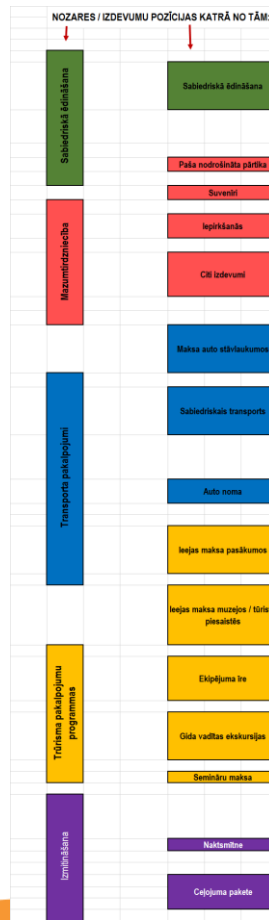 NOZARES / IZDEVUMU POZĪCIJAS KATRĀ NO TĀM:
Sabiedriskā ēdināšana
Sabiedriskā ēdināšana
Paša nodrošināta pārtika
Suvenīri
Mazumtirdzniecība
Iepirkšanās
Citi izdevumi
Maksa auto stāvlaukumos
Transporta pakalpojumi
Sabiedriskais transports
Auto noma
Ieejas maksa pasākumos
Ieejas maksa muzejos / tūrisma
piesaistēs
Trūrisma pakalpojumu
programmas
Ekipējuma īre
Gida vadītas ekskursijas
Semināru maksa
Izmitināšana
Naktsmītne
Ceļojuma pakete